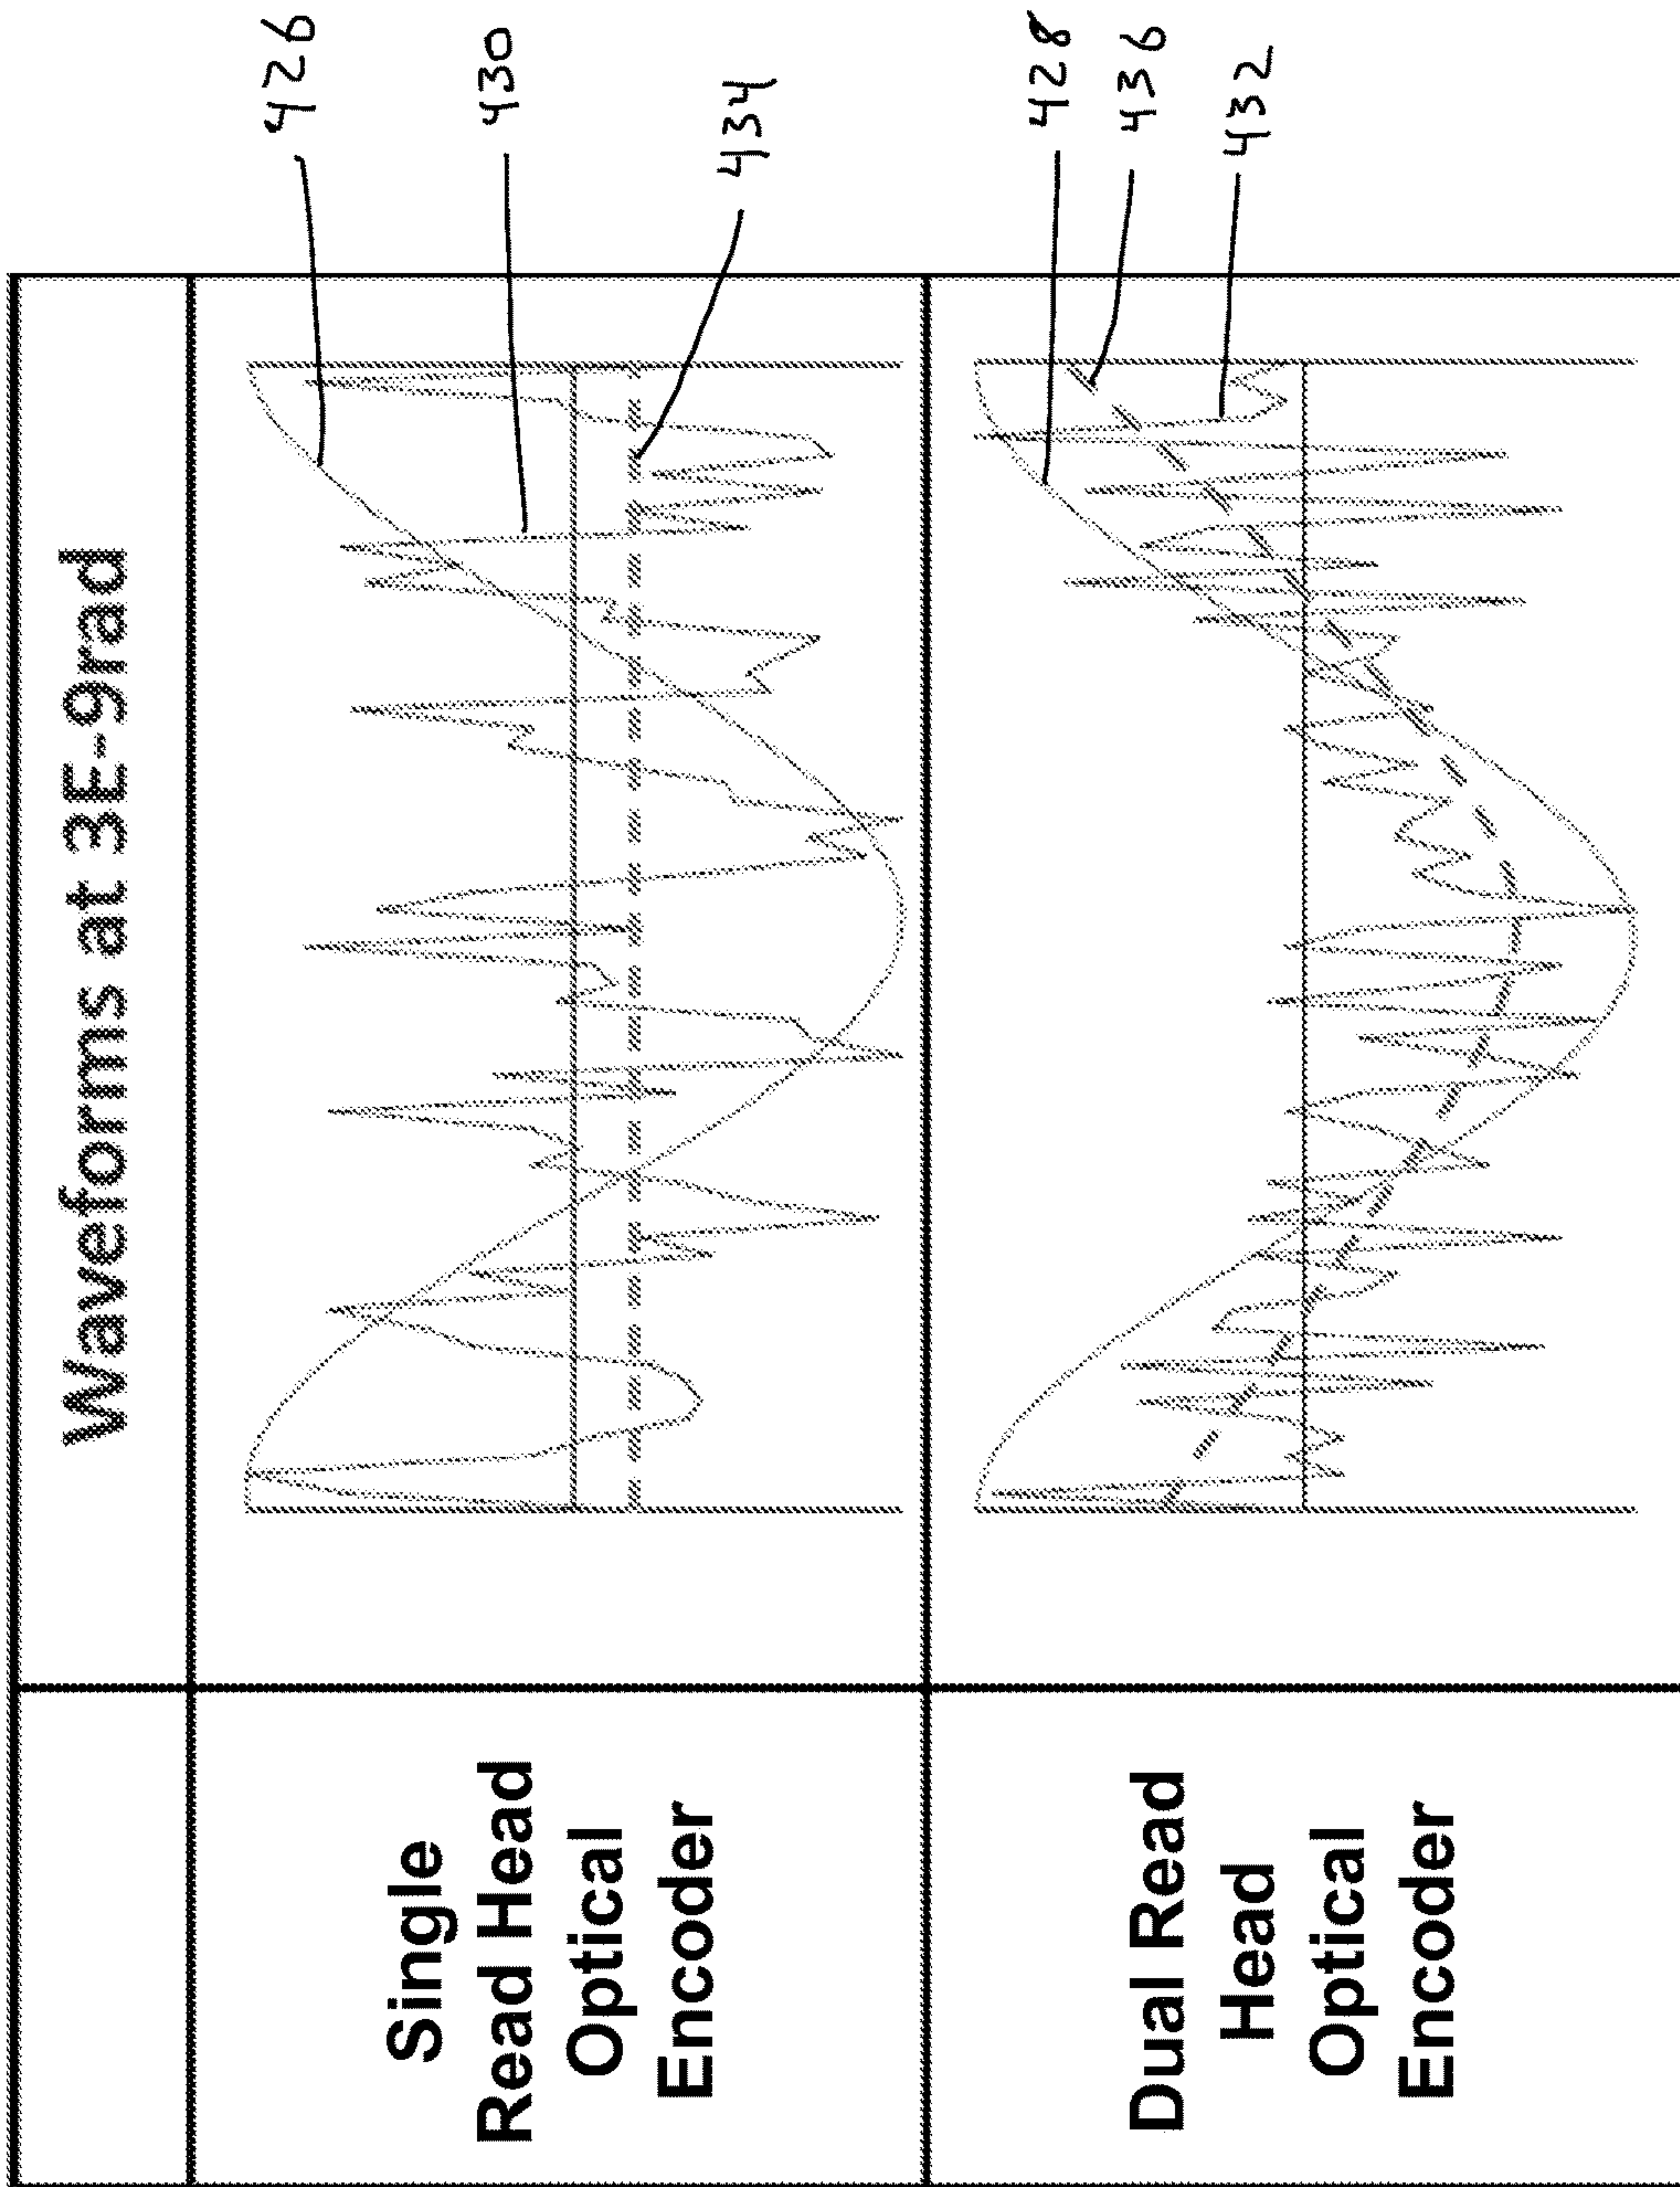 Waveforms at 3E-9rad
Single
Read Head
Optical
Encoder
426
430
434
Dual Read
Head
Optical
Encoder
428
436
432